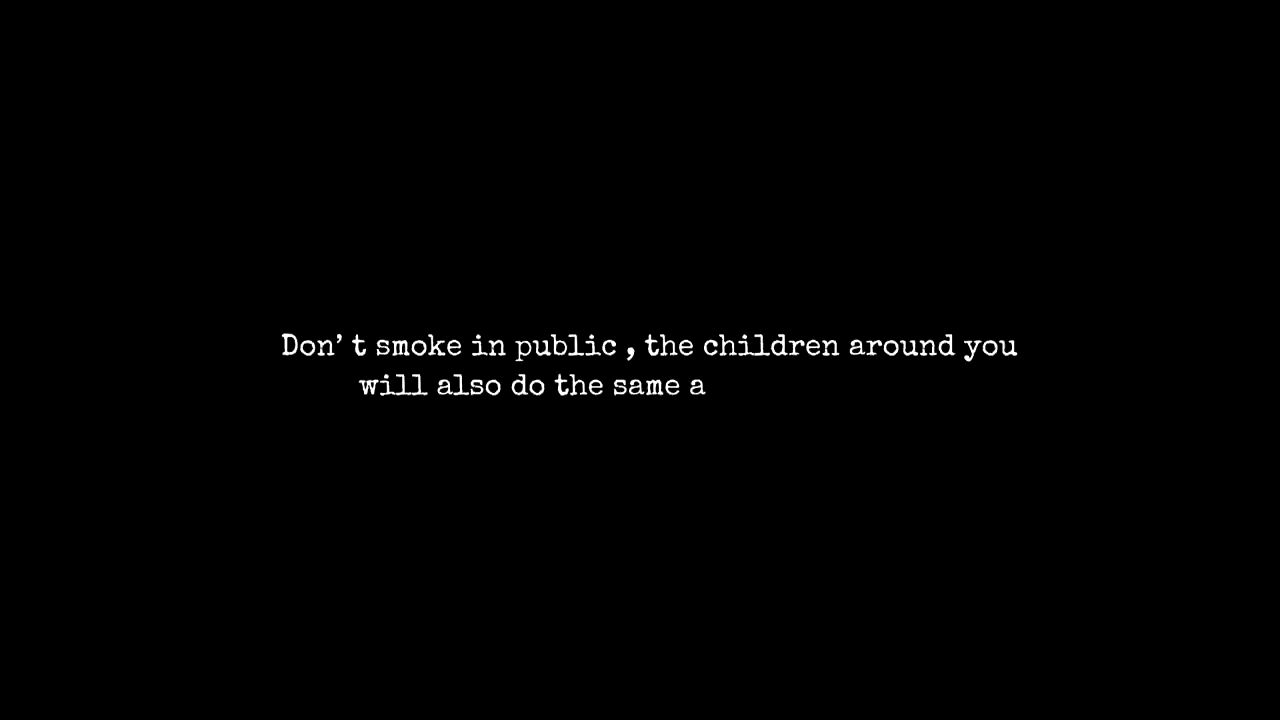 Don't smoke in public , the children around you
will also do the same a